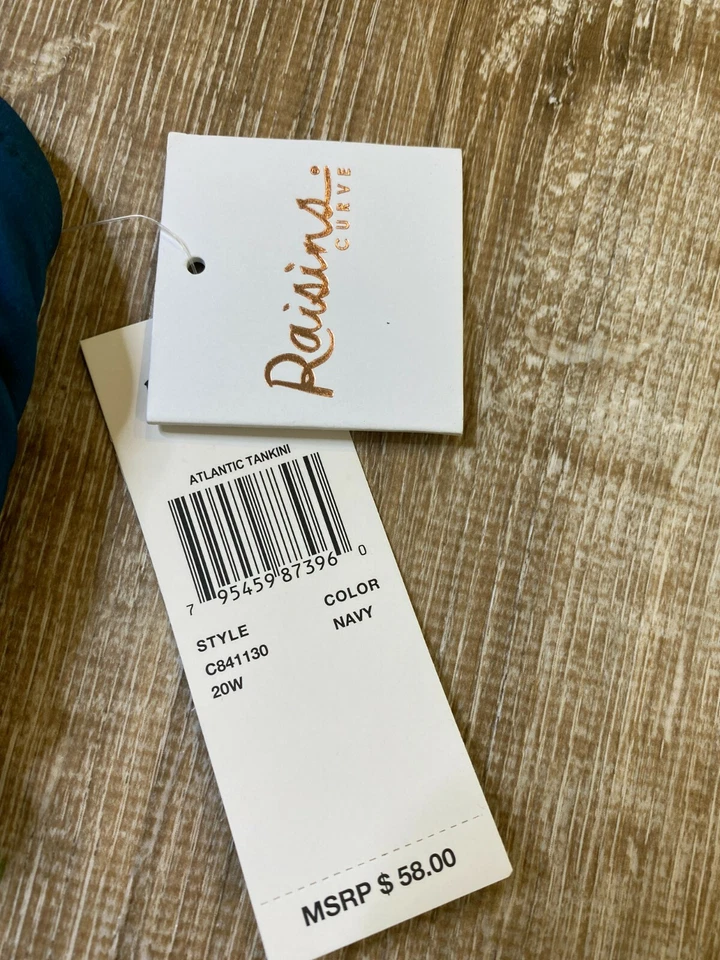 Raisins®
CURVE
ATLANTIC TANKINI
7 95459 87396 0
STYLE
C841130
20W
COLOR
NAVY
MSRP $ 58.00